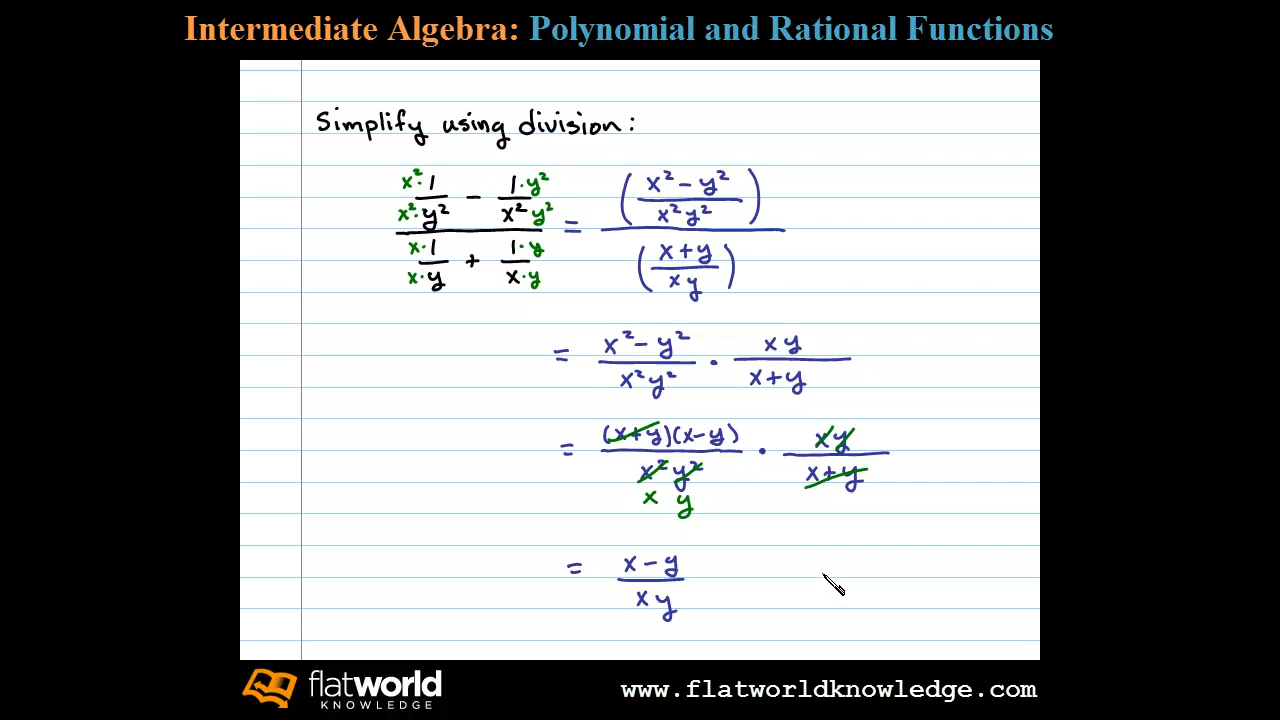 Intermediate Algebra: Polynomial and Rational Functions
Simplify using division:
x²·1/x²·y² − 1·y²/x²y² / x·1/x·y + 1·y/x·y = (x² − y²/x²y²) / (x + y/xy)
= x² − y²/x²y² · xy/x + y
= (x+y)(x−y)/x²y² · xy/x + y
x y
= x − y/xy
flatworld
KNOWLEDGE
www.flatworldknowledge.com